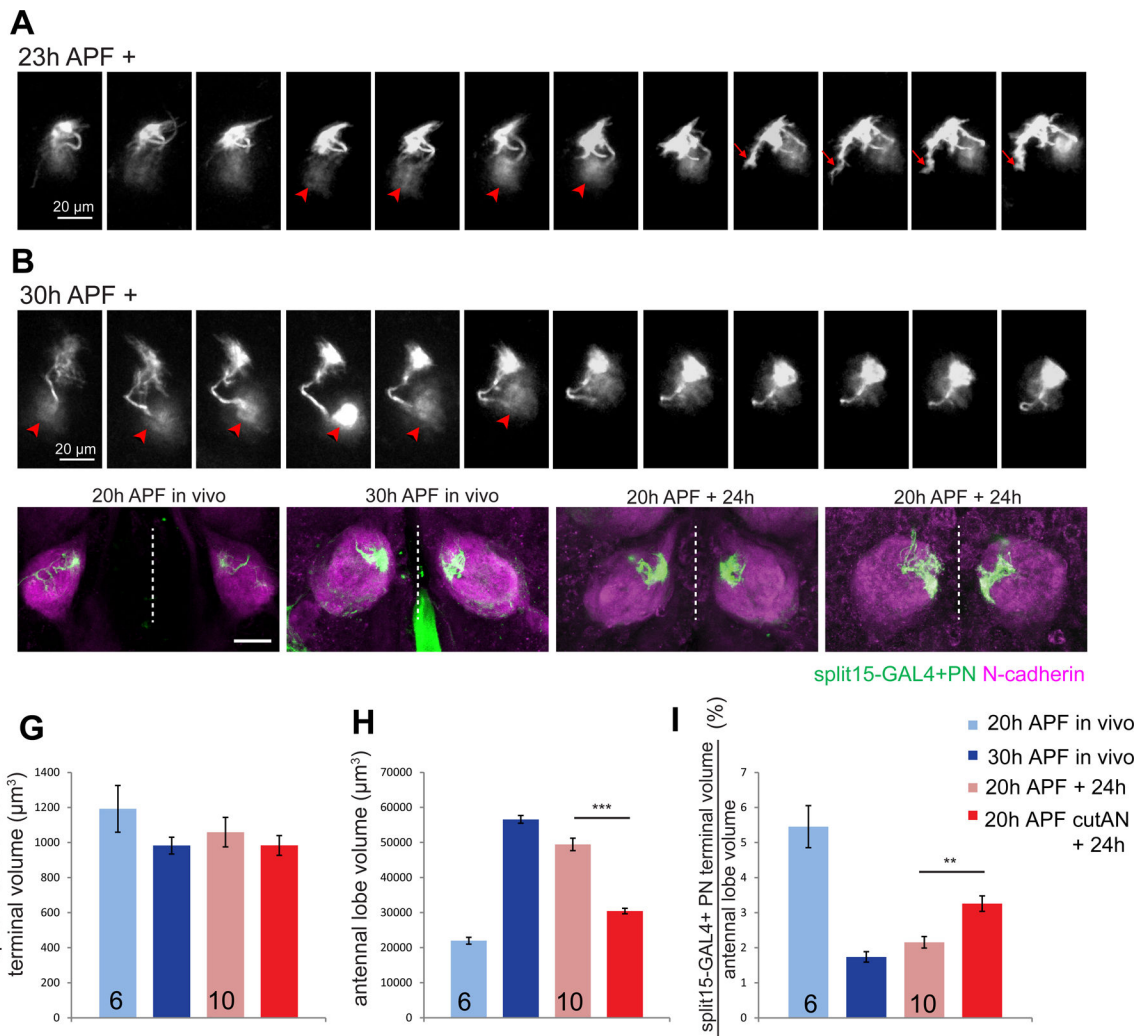 A
23h APF +
20 µm
B
30h APF +
20 µm
20h APF in vivo
30h APF in vivo
20h APF + 24h
20h APF + 24h
split15-GAL4+PN N-cadherin
G
terminal volume (µm³)
1400
1200
1000
800
600
400
200
0
6
10
H
antennal lobe volume (µm³)
70000
60000
50000
40000
30000
20000
10000
0
***
6
10
I
split15-GAL4+ PN terminal volume
antennal lobe volume
(%)
7
6
5
4
3
2
1
0
**
6
10
20h APF in vivo
30h APF in vivo
20h APF + 24h
20h APF cutAN
+ 24h